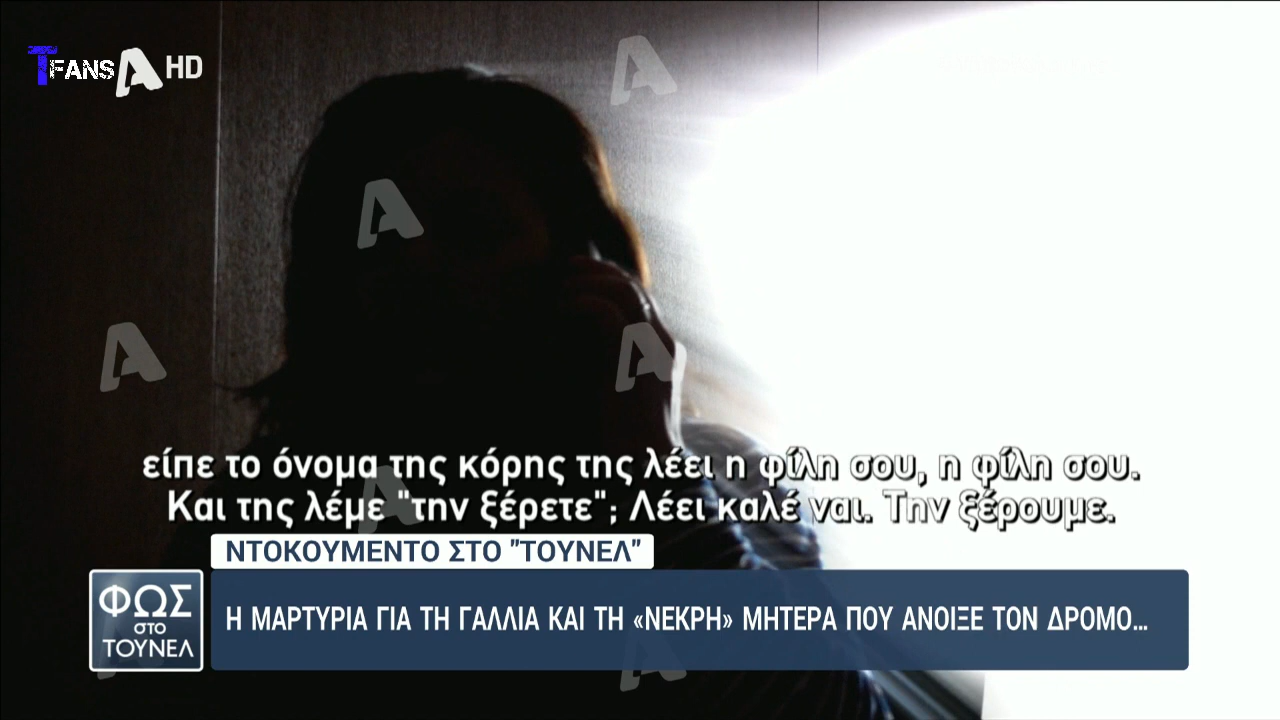 TFANS A HD
είπε το όνομα της κόρης της λέει η φίλη σου, η φίλη σου.
Και της λέμε "την ξέρετε"; Λέει καλέ ναι. Την ξέρουμε.
ΝΤΟΚΟΥΜΕΝΤΟ ΣΤΟ "ΤΟΥΝΕΛ"
ΦΩΣ
στο
ΤΟΥΝΕΛ
Η ΜΑΡΤΥΡΙΑ ΓΙΑ ΤΗ ΓΑΛΛΙΑ ΚΑΙ ΤΗ «ΝΕΚΡΗ» ΜΗΤΕΡΑ ΠΟΥ ΑΝΟΙΞΕ ΤΟΝ ΔΡΟΜΟ...